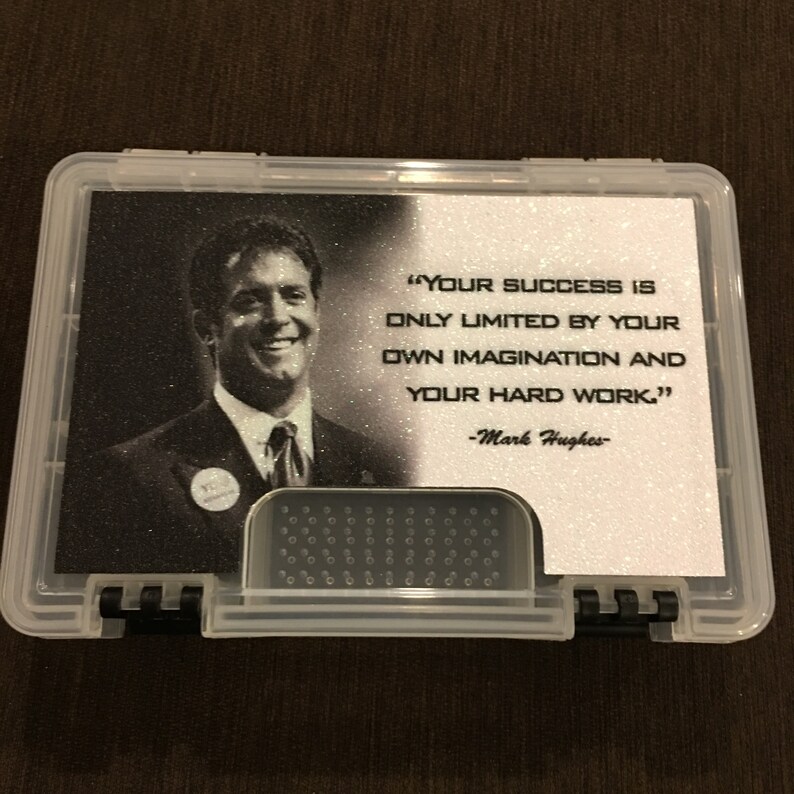 “YOUR SUCCESS IS
ONLY LIMITED BY YOUR
OWN IMAGINATION AND
YOUR HARD WORK.”
-Mark Hughes-